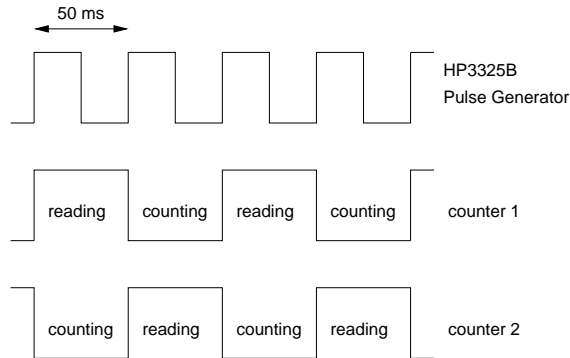 50 ms
HP3325B
Pulse Generator
reading counting reading counting counter 1
counting reading counting reading counter 2